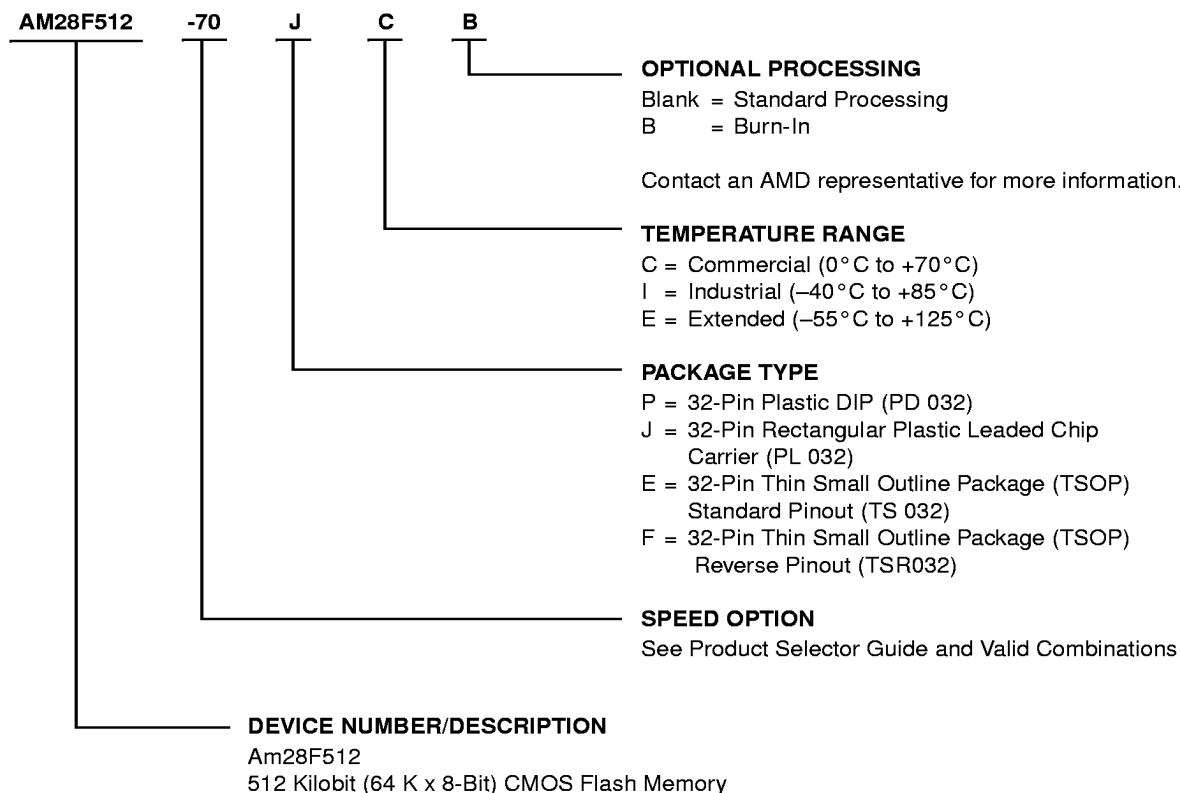 AM28F512 -70 J C B
OPTIONAL PROCESSING
Blank = Standard Processing
B = Burn-In
Contact an AMD representative for more information.
TEMPERATURE RANGE
C = Commercial (0°C to +70°C)
I = Industrial (–40°C to +85°C)
E = Extended (–55°C to +125°C)
PACKAGE TYPE
P = 32-Pin Plastic DIP (PD 032)
J = 32-Pin Rectangular Plastic Leaded Chip
Carrier (PL 032)
E = 32-Pin Thin Small Outline Package (TSOP)
Standard Pinout (TS 032)
F = 32-Pin Thin Small Outline Package (TSOP)
Reverse Pinout (TSR032)
SPEED OPTION
See Product Selector Guide and Valid Combinations
DEVICE NUMBER/DESCRIPTION
Am28F512
512 Kilobit (64 K x 8-Bit) CMOS Flash Memory